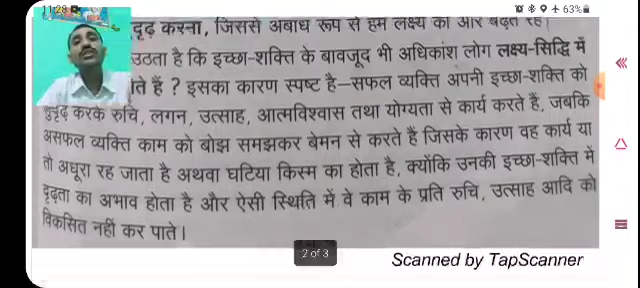 11:28 63%
दृढ़ करना, जिससे अबाध रूप से हम लक्ष्य की ओर बढ़ते रहें।
उठता है कि इच्छा-शक्ति के बावजूद भी अधिकांश लोग लक्ष्य-सिद्धि में
ते हैं ? इसका कारण स्पष्ट है—सफल व्यक्ति अपनी इच्छा-शक्ति को
सुदृढ़ करके रुचि, लगन, उत्साह, आत्मविश्वास तथा योग्यता से कार्य करते हैं, जबकि
असफल व्यक्ति काम को बोझ समझकर बेमन से करते हैं जिसके कारण वह कार्य या
तो अधूरा रह जाता है अथवा घटिया किस्म का होता है, क्योंकि उनकी इच्छा-शक्ति में
दृढ़ता का अभाव होता है और ऐसी स्थिति में वे काम के प्रति रुचि, उत्साह आदि को
विकसित नहीं कर पाते।
2 of 3
Scanned by TapScanner